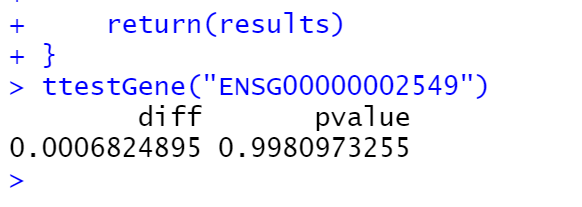 +
+     return(results)
+ }
> ttestGene("ENSG00000002549")
        diff       pvalue
0.0006824895 0.9980973255
>